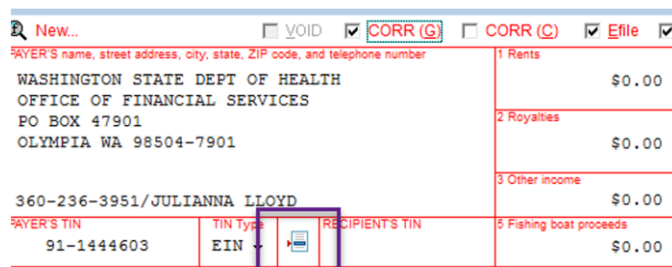 New... VOID CORR (G) CORR (C) Efile
PAYER'S name, street address, city, state, ZIP code, and telephone number
WASHINGTON STATE DEPT OF HEALTH
OFFICE OF FINANCIAL SERVICES
PO BOX 47901
OLYMPIA WA 98504-7901
360-236-3951/JULIANNA LLOYD
1 Rents
$0.00
2 Royalties
$0.00
3 Other income
$0.00
PAYER'S TIN
91-1444603
TIN Type
EIN
RECIPIENT'S TIN
5 Fishing boat proceeds
$0.00